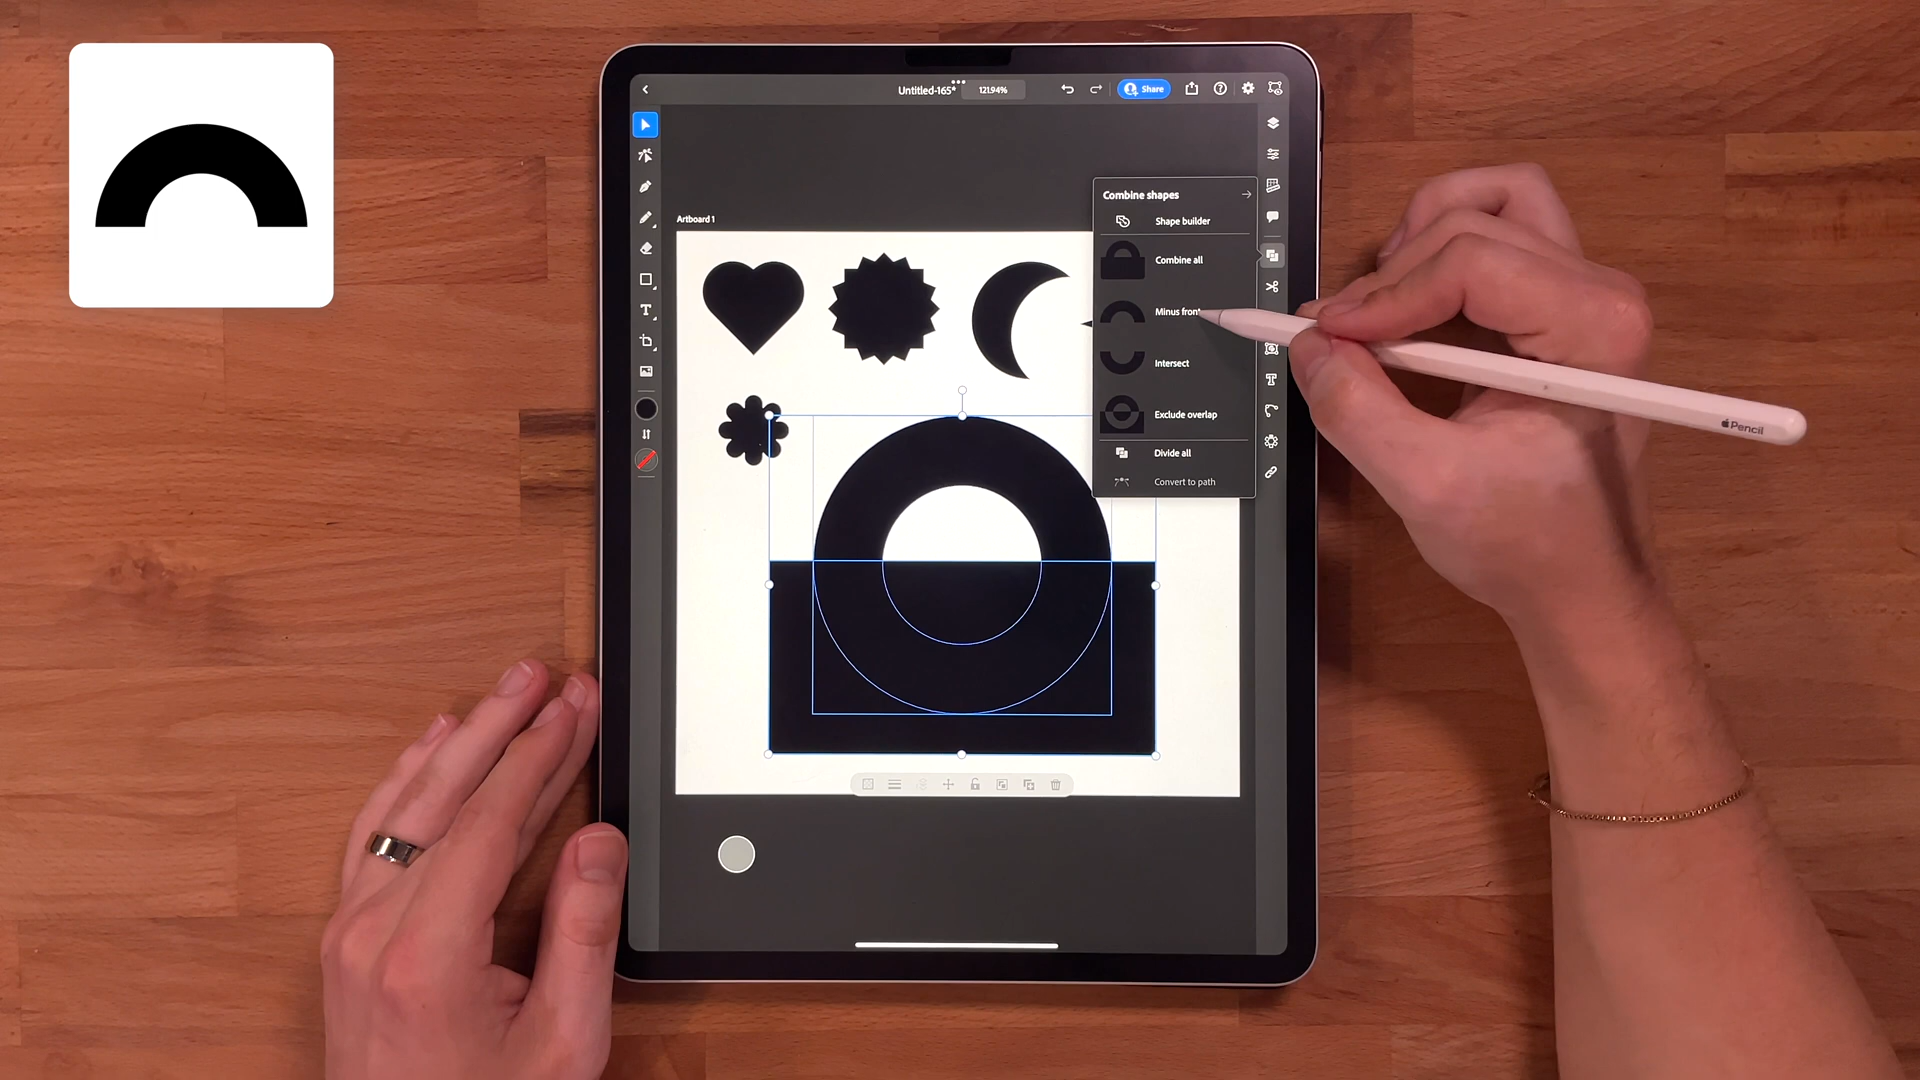 Untitled-165*
121.94%
Share
Artboard 1
Combine shapes
Shape builder
Combine all
Minus front
Intersect
Exclude overlap
Divide all
Convert to path
Pencil